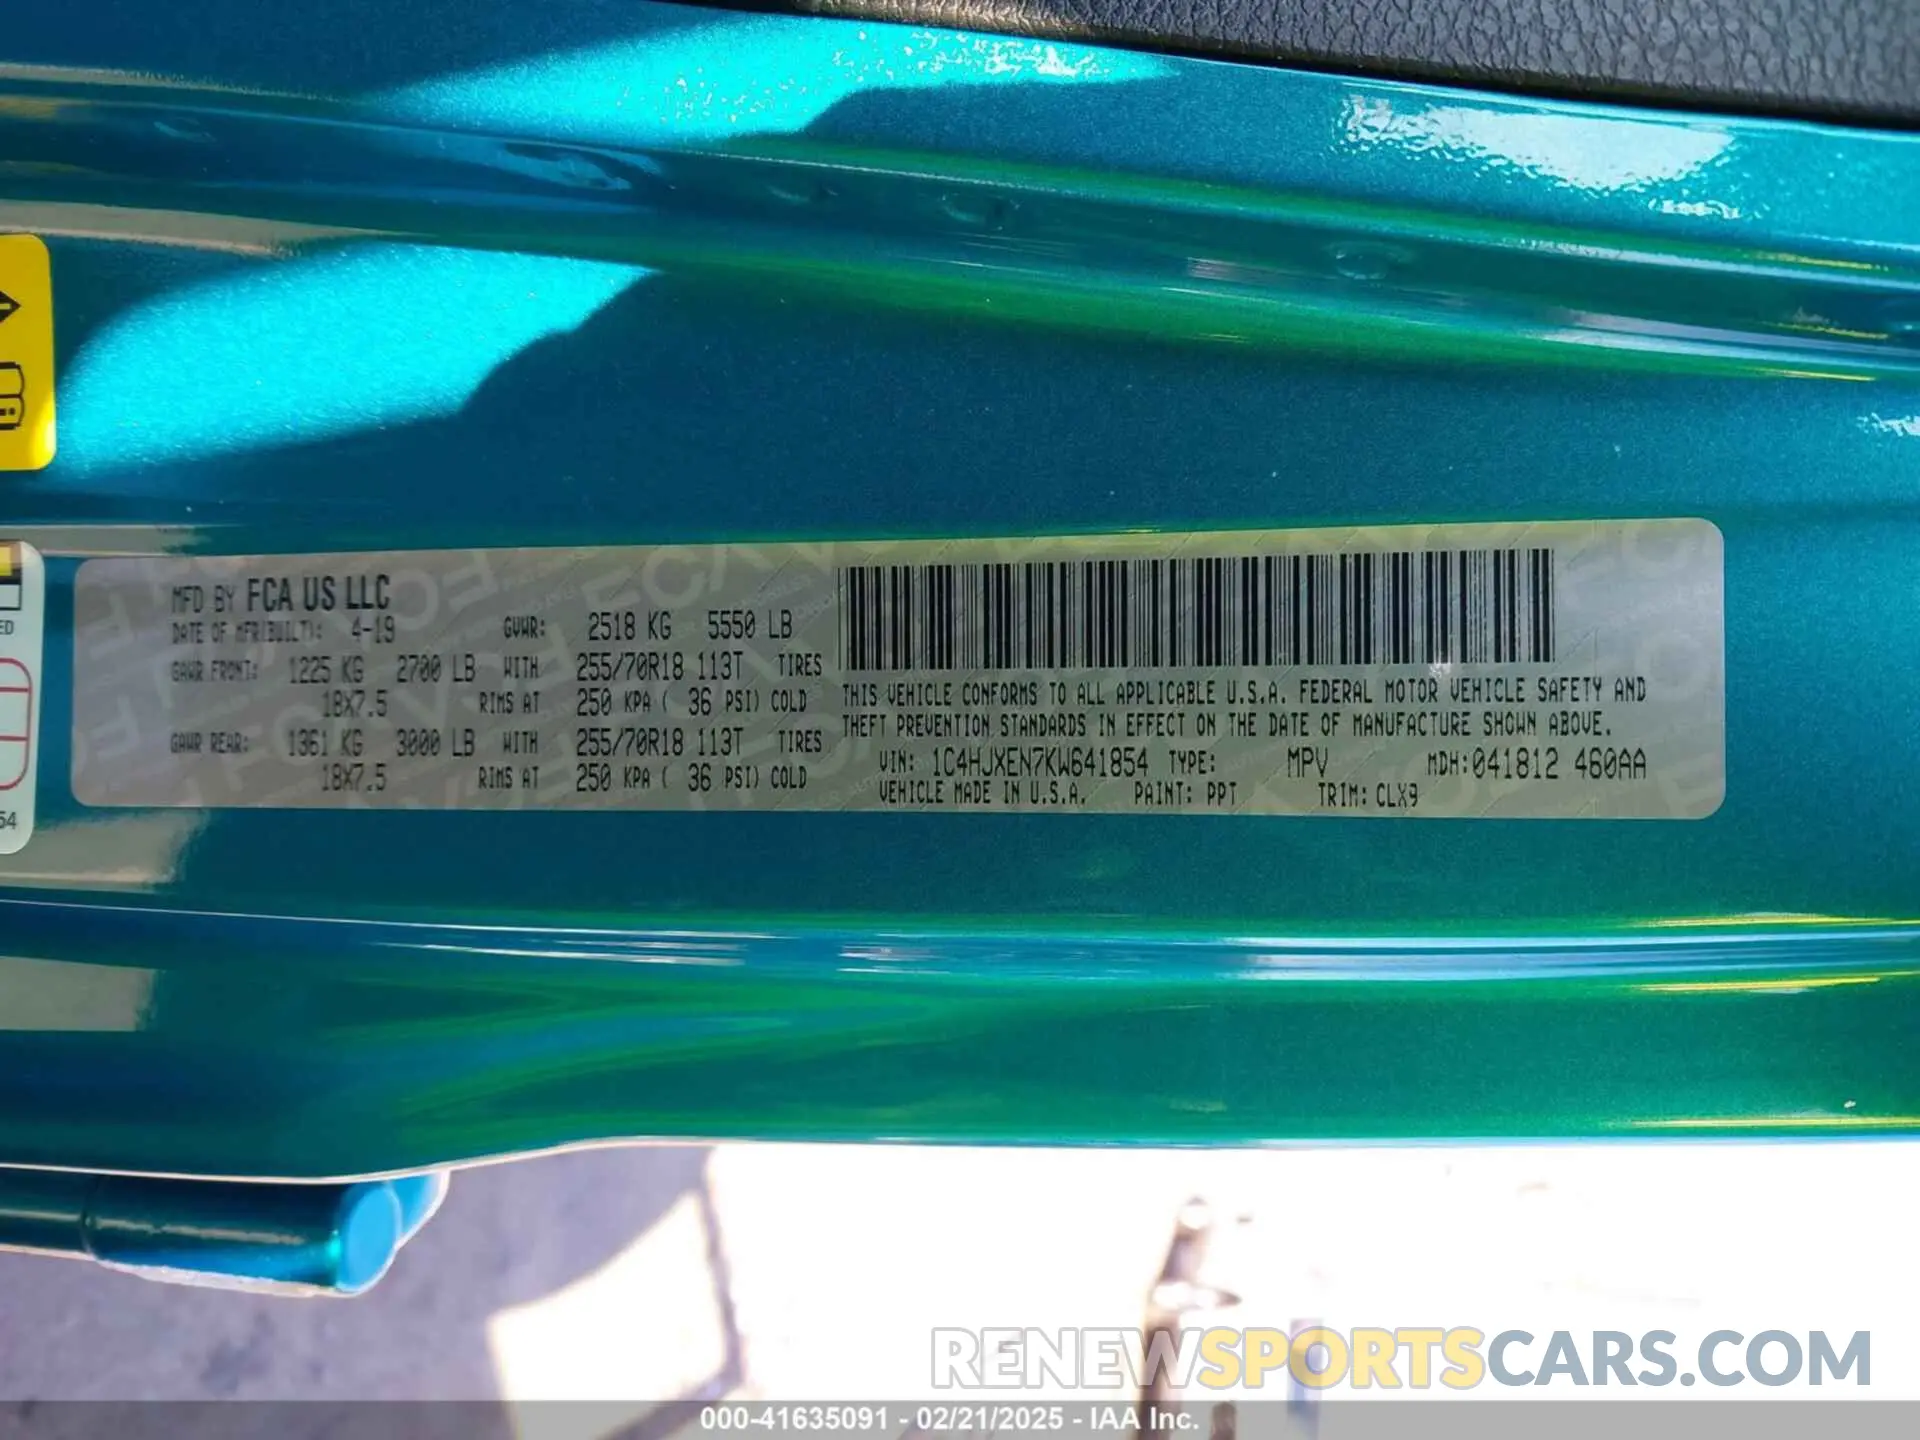 MFD BY FCA US LLC
DATE OF MFR(BUILT): 4-19 GVWR: 2518 KG 5550 LB
GAWR FRONT: 1225 KG 2700 LB WITH 255/70R18 113T TIRES
18X7.5 RIMS AT 250 KPA ( 36 PSI) COLD
GAWR REAR: 1361 KG 3000 LB WITH 255/70R18 113T TIRES
18X7.5 RIMS AT 250 KPA ( 36 PSI) COLD
THIS VEHICLE CONFORMS TO ALL APPLICABLE U.S.A. FEDERAL MOTOR VEHICLE SAFETY AND
THEFT PREVENTION STANDARDS IN EFFECT ON THE DATE OF MANUFACTURE SHOWN ABOVE.
VIN: 1C4HJXEN7KW641854 TYPE: MPV MDH:041812 460AA
VEHICLE MADE IN U.S.A. PAINT: PPT TRIM: CLX9
ED
54
RENEWSPORTSCARS.COM
000-41635091 - 02/21/2025 - IAA Inc.